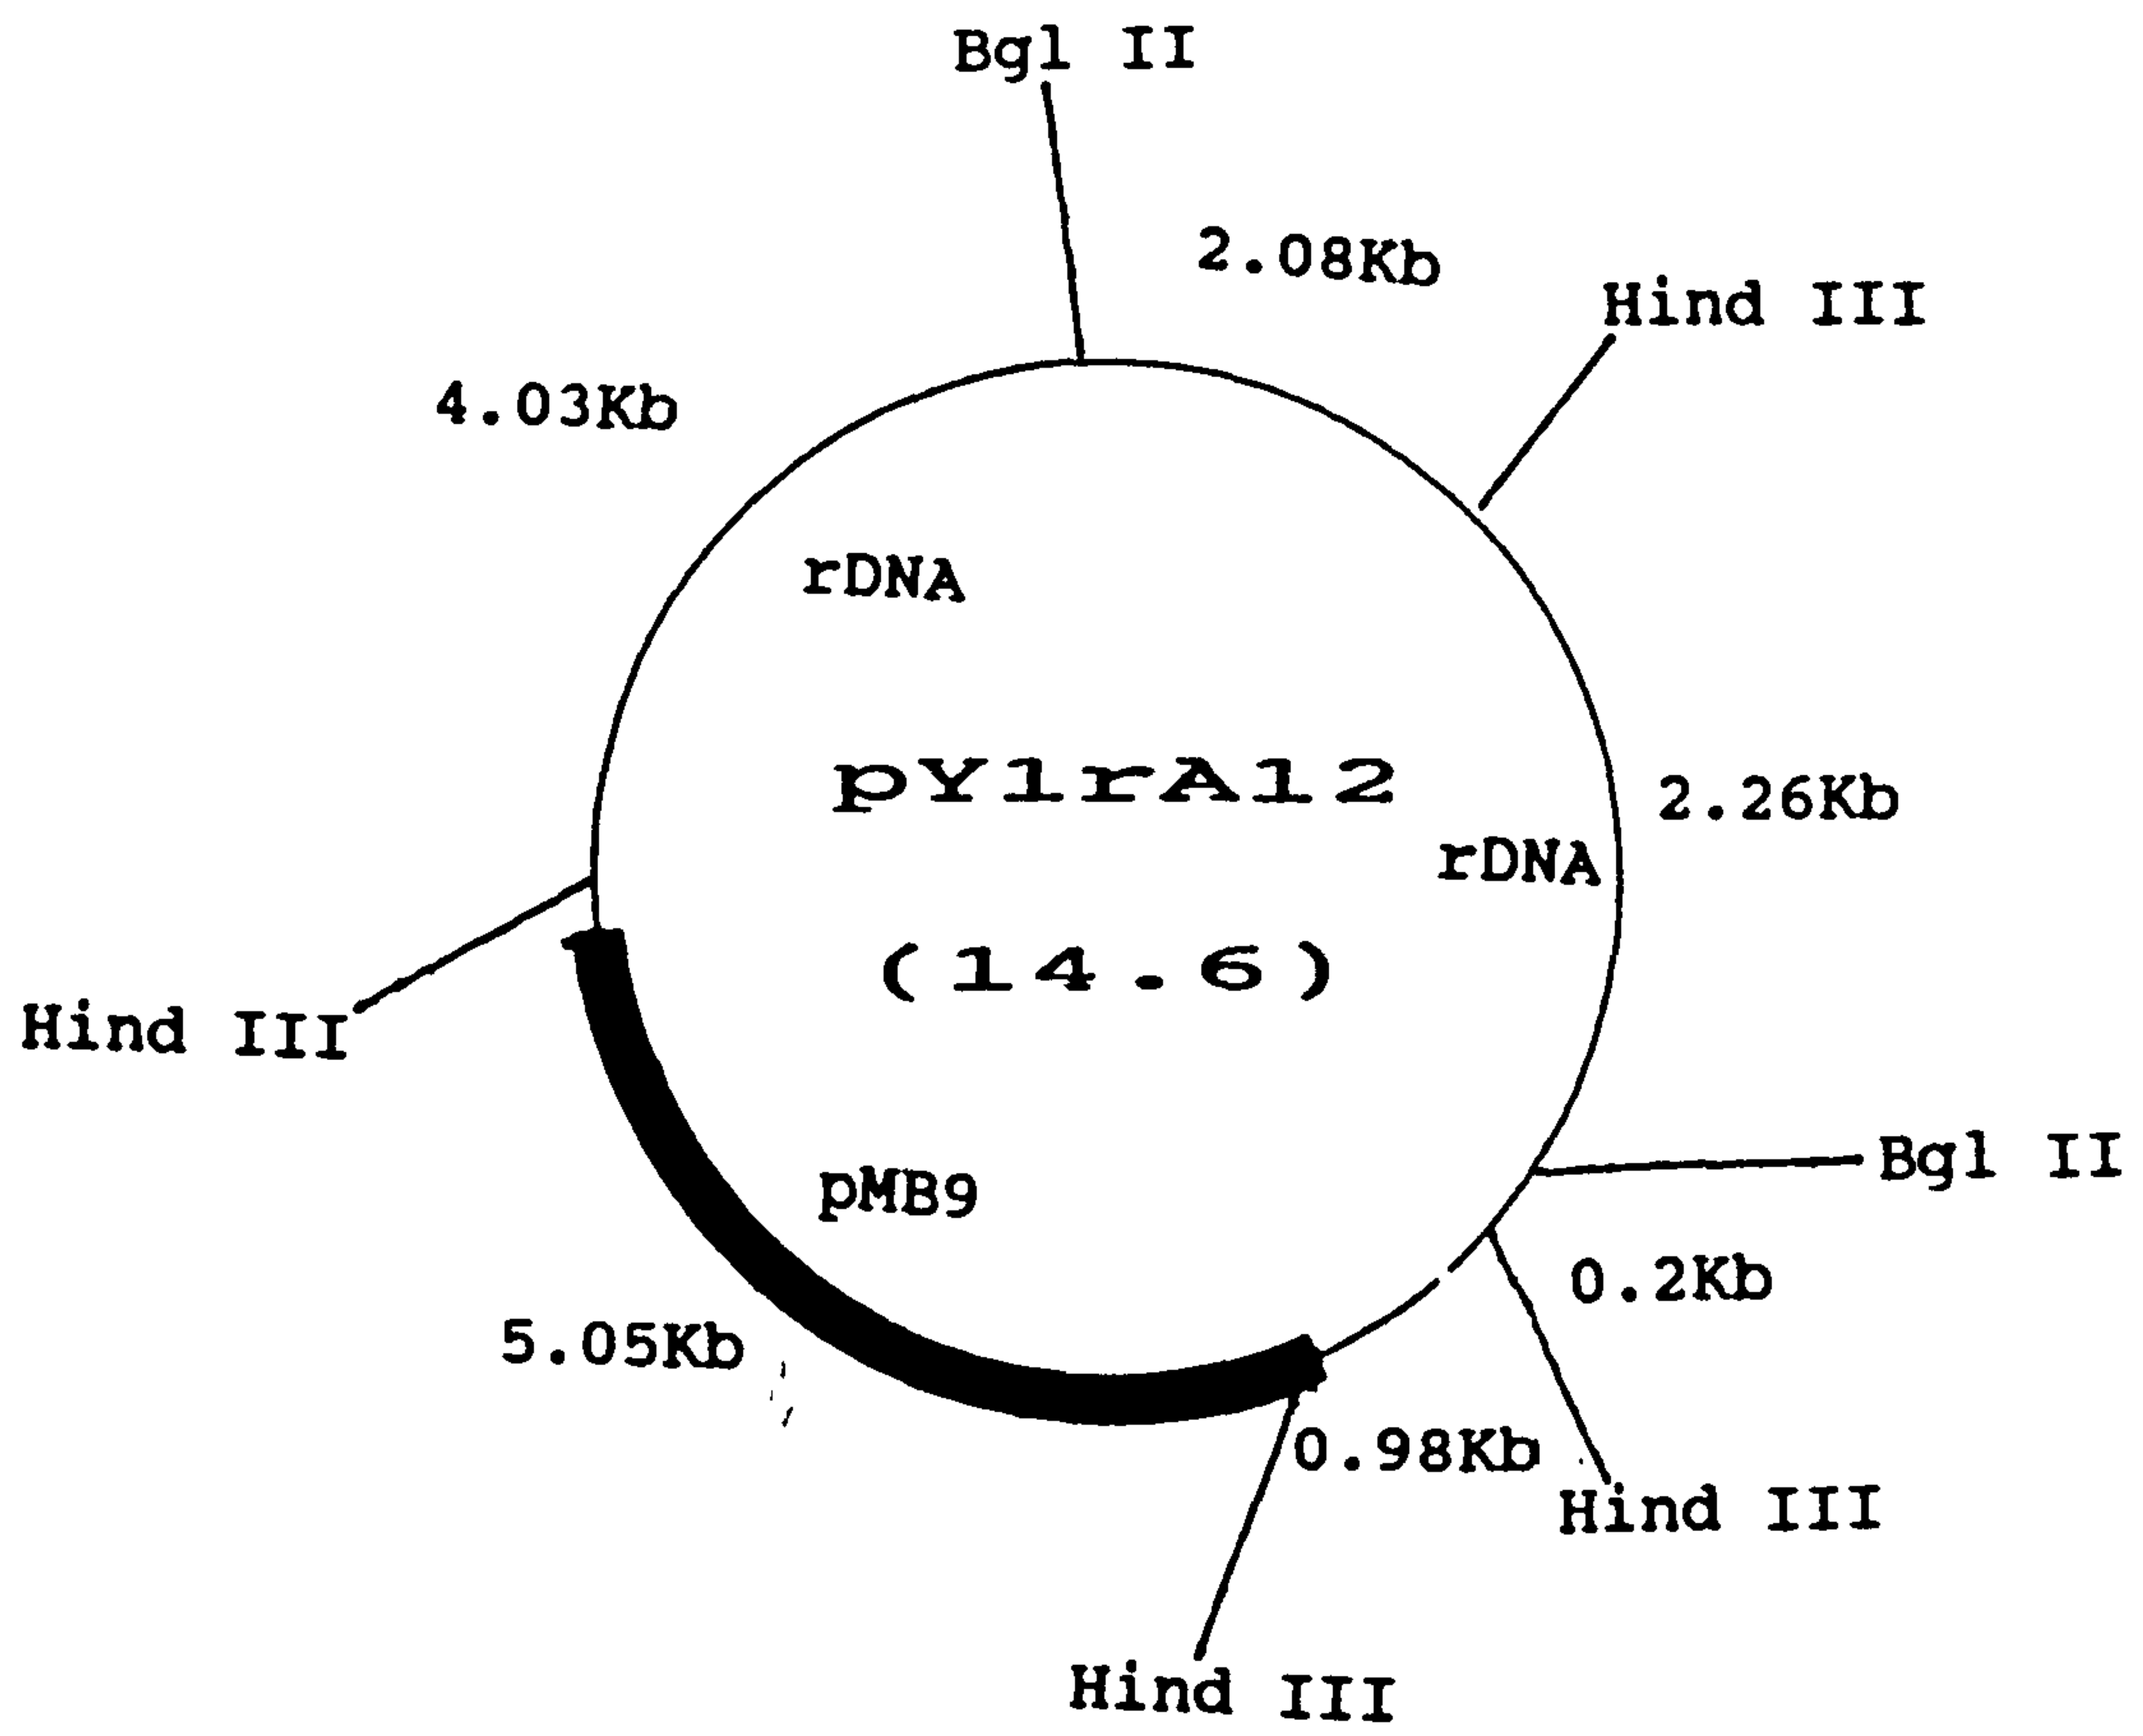 Bgl II
2.08Kb
Hind III
4.03Kb
rDNA
pYlrA12
2.26Kb
rDNA
(14.6)
Hind III
Bgl II
pMB9
0.2Kb
5.05Kb
0.98Kb
Hind III
Hind III